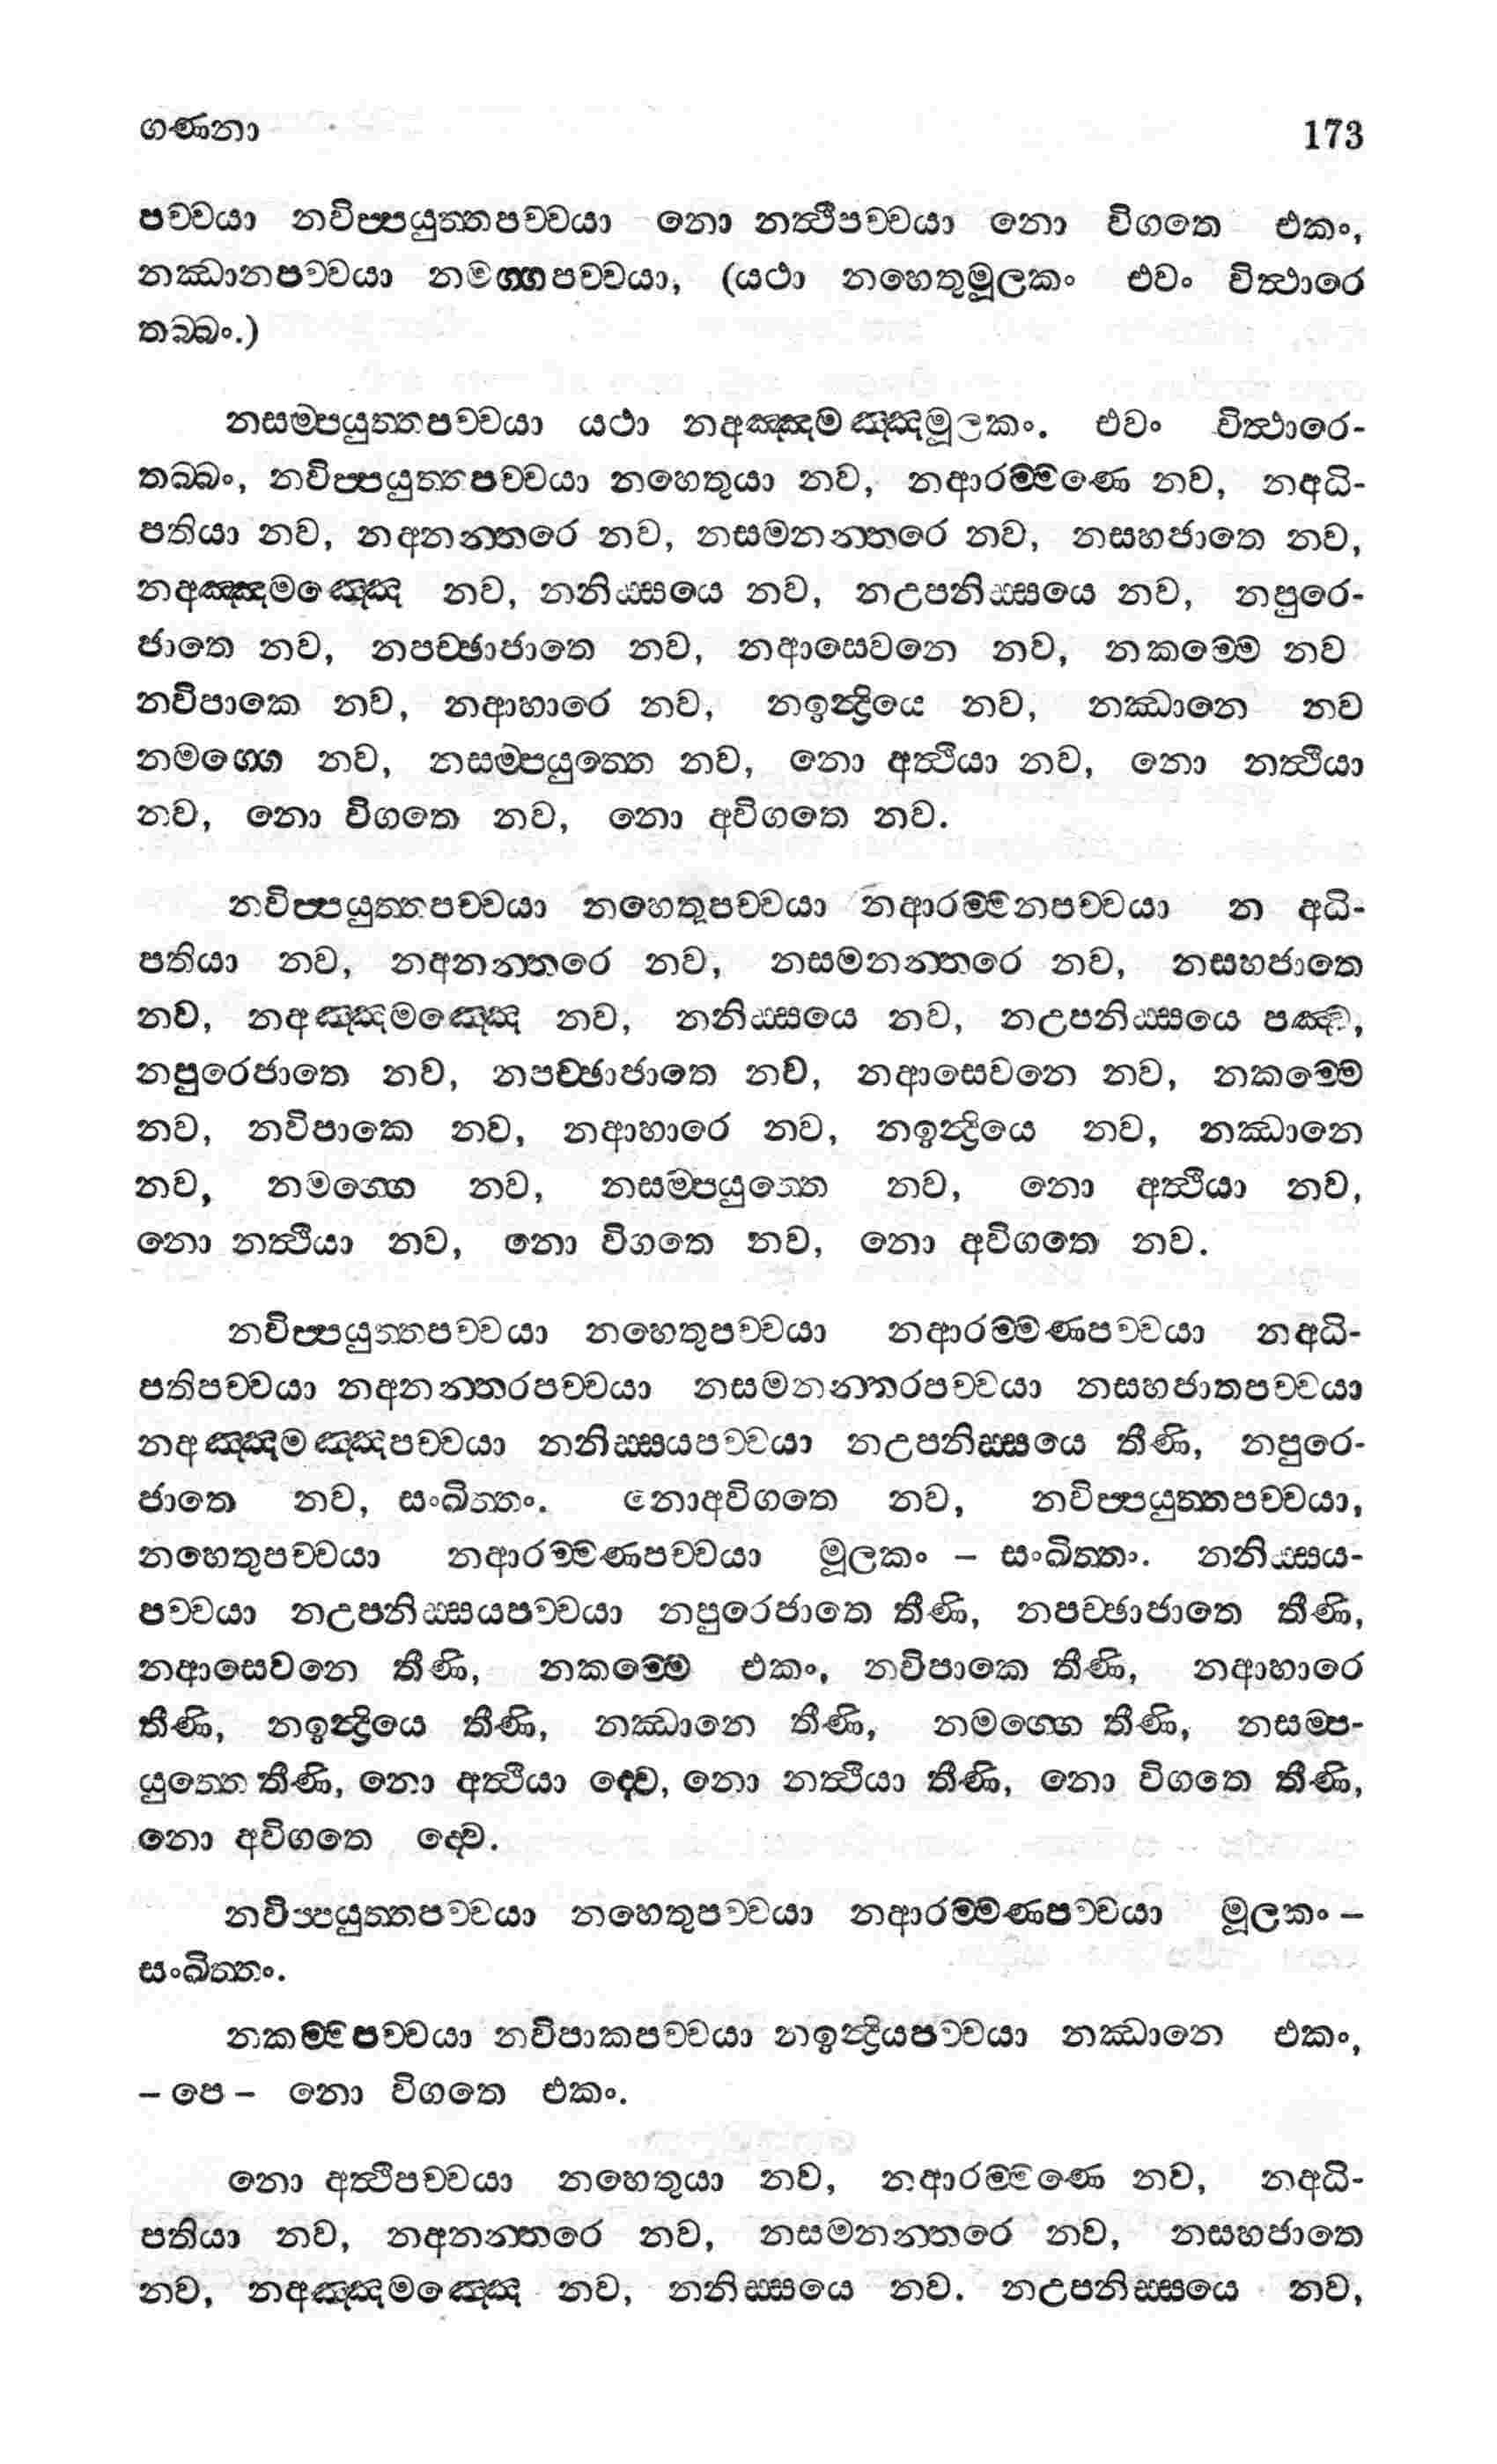 ගණනා 173
පච්චයා නවිප්පයුත්තපච්චයා නො නත්ථිපච්චයා නො විගතෙ එකං,
නඣානපච්චයා නමග්ගපච්චයා, (යථා නහෙතුමූලකං එවං විත්ථාරෙ
තබ්බං.)
නසම්පයුත්තපච්චයා යථා නඅඤ්ඤමඤ්ඤමූලකං. එවං විත්ථාරෙ-
තබ්බං, නවිප්පයුත්තපච්චයා නහෙතුයා නව, නආරම්මණෙ නව, නඅධි-
පතියා නව, නඅනන්තරෙ නව, නසමනන්තරෙ නව, නසහජාතෙ නව,
නඅඤ්ඤමඤ්ඤෙ නව, නනිස්සයෙ නව, නඋපනිස්සයෙ නව, නපුරෙ-
ජාතෙ නව, නපච්ඡාජාතෙ නව, නආසෙවනෙ නව, නකම්මෙ නව
නවිපාකෙ නව, නආහාරෙ නව, නඉන්ද්‍රියෙ නව, නඣානෙ නව
නමග්ගෙ නව, නසම්පයුත්තෙ නව, නො අත්ථියා නව, නො නත්ථියා
නව, නො විගතෙ නව, නො අවිගතෙ නව.
නවිප්පයුත්තපච්චයා නහෙතූපච්චයා නආරම්මනපච්චයා න අධි-
පතියා නව, නඅනන්තරෙ නව, නසමනන්තරෙ නව, නසහජාතෙ
නව, නඅඤ්ඤමඤ්ඤෙ නව, නනිස්සයෙ නව, නඋපනිස්සයෙ පඤ්ච,
නපුරෙජාතෙ නව, නපච්ඡාජාතෙ නව, නආසෙවනෙ නව, නකම්මෙ
නව, නවිපාකෙ නව, නආහාරෙ නව, නඉන්ද්‍රියෙ නව, නඣානෙ
නව, නමග්ගෙ නව, නසම්පයුත්තෙ නව, නො අත්ථියා නව,
නො නත්ථියා නව, නො විගතෙ නව, නො අවිගතෙ නව.
නවිප්පයුත්තපච්චයා නහෙතුපච්චයා නආරම්මණපච්චයා නඅධි-
පතිපච්චයා නඅනන්තරපච්චයා නසමනන්තරපච්චයා නසහජාතපච්චයා
නඅඤ්ඤමඤ්ඤපච්චයා නනිස්සයපච්චයා නඋපනිස්සයෙ තීණි, නපුරෙ-
ජාතෙ නව, සංඛිත්තං. නොඅවිගතෙ නව, නවිප්පයුත්තපච්චයා,
නහෙතුපච්චයා නආරම්මණපච්චයා මූලකං – සංඛිත්තං. නනිස්සය-
පච්චයා නඋපනිස්සයපච්චයා නපුරෙජාතෙ තීණි, නපච්ඡාජාතෙ තීණි,
නආසෙවනෙ තීණි, නකම්මෙ එකං, නවිපාකෙ තීණි, නආහාරෙ
තීණි, නඉන්ද්‍රියෙ තීණි, නඣානෙ තීණි, නමග්ගෙ තීණි, නසම්ප-
යුත්තෙ තීණි, නො අත්ථියා ද්වෙ, නො නත්ථියා තීණි, නො විගතෙ තීණි,
නො අවිගතෙ ද්වෙ.
නවිප්පයුත්තපච්චයා නහෙතුපච්චයා නආරම්මණපච්චයා මූලකං –
සංඛිත්තං.
නකම්මපච්චයා නවිපාකපච්චයා නඉන්ද්‍රියපච්චයා නඣානෙ එකං,
– පෙ – නො විගතෙ එකං.
නො අත්ථිපච්චයා නහෙතුයා නව, නආරම්මණෙ නව, නඅධි-
පතියා නව, නඅනන්තරෙ නව, නසමනන්තරෙ නව, නසහජාතෙ
නව, නඅඤ්ඤමඤ්ඤෙ නව, නනිස්සයෙ නව. නඋපනිස්සයෙ නව,